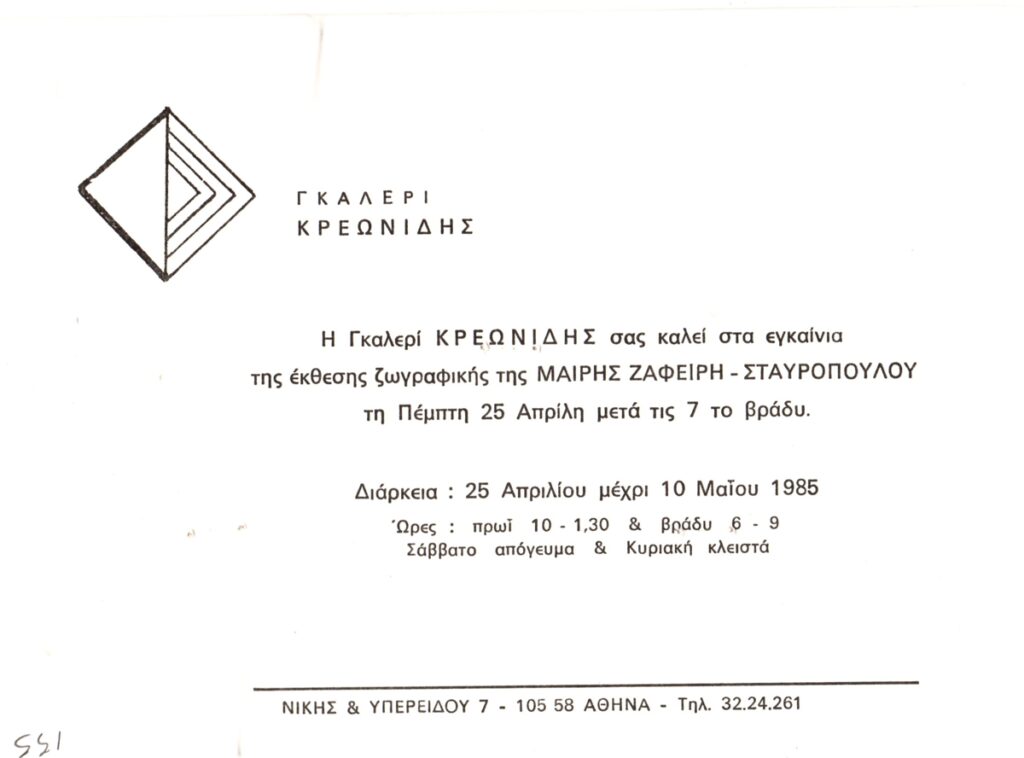 ΓΚΑΛΕΡΙ
ΚΡΕΩΝΙΔΗΣ
Η Γκαλερί ΚΡΕΩΝΙΔΗΣ σας καλεί στα εγκαίνια
της έκθεσης ζωγραφικής της ΜΑΙΡΗΣ ΖΑΦΕΙΡΗ - ΣΤΑΥΡΟΠΟΥΛΟΥ
τη Πέμπτη 25 Απρίλη μετά τις 7 το βράδυ.
Διάρκεια : 25 Απριλίου μέχρι 10 Μαΐου 1985
Ώρες : πρωΐ 10 - 1,30 & βράδυ 6 - 9
Σάββατο απόγευμα & Κυριακή κλειστά
ΝΙΚΗΣ & ΥΠΕΡΕΙΔΟΥ 7 - 105 58 ΑΘΗΝΑ - Τηλ. 32.24.261